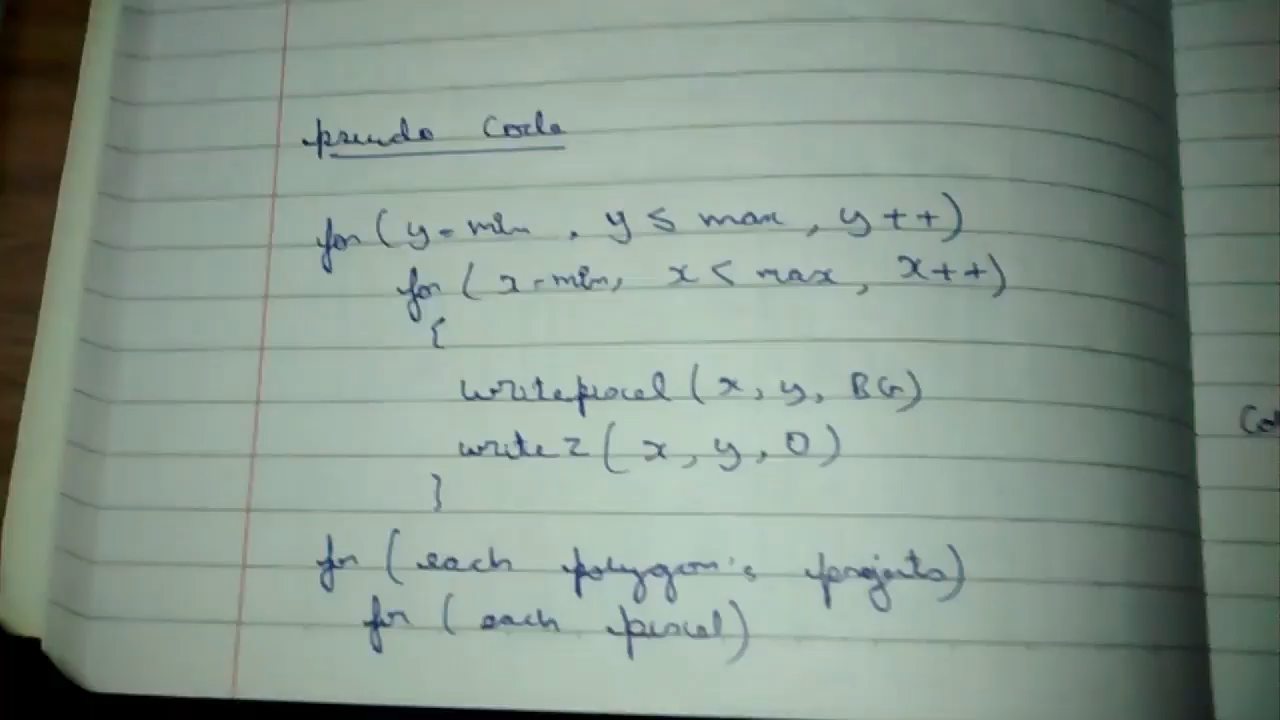 pseudo Code
for ( y = min , y ≤ max , y++)
for ( x = min, x < max, x++)
{
writepixel ( x, y, BG)
write z ( x, y, 0)
}
for ( each polygon's projects)
for ( each pixel)